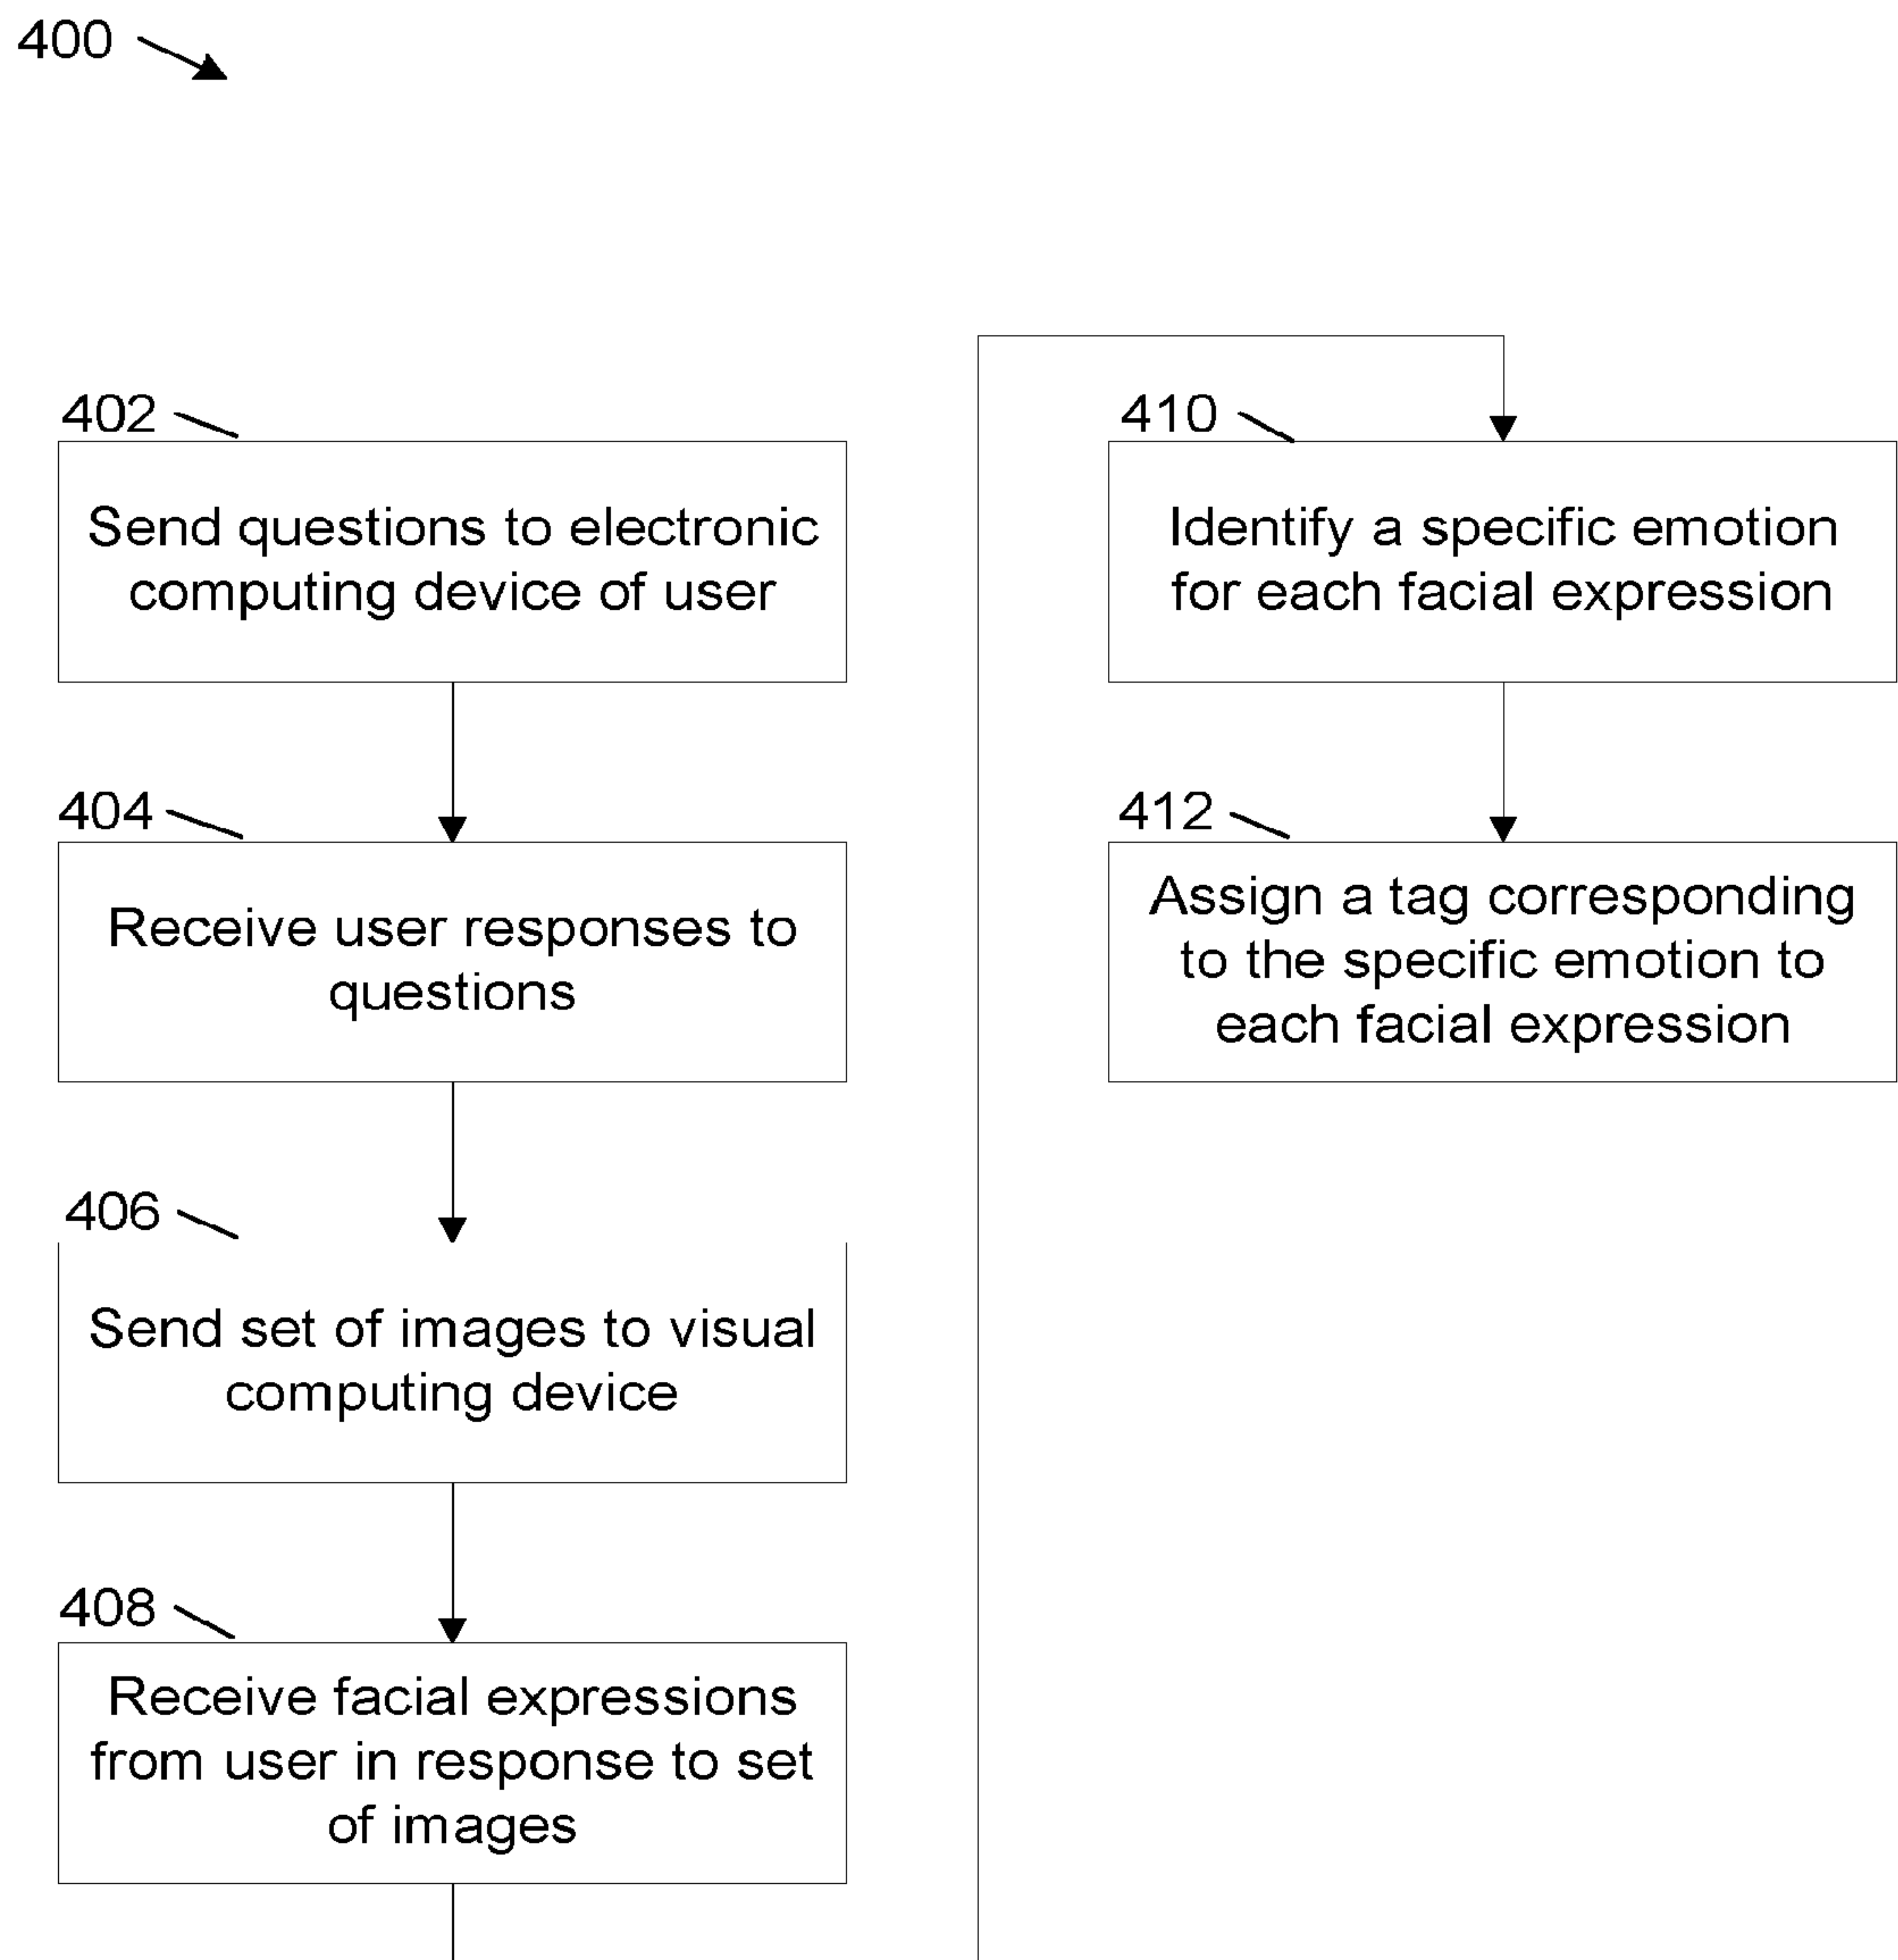 400
402
Send questions to electronic
computing device of user
404
Receive user responses to
questions
406
Send set of images to visual
computing device
408
Receive facial expressions
from user in response to set
of images
410
Identify a specific emotion
for each facial expression
412
Assign a tag corresponding
to the specific emotion to
each facial expression